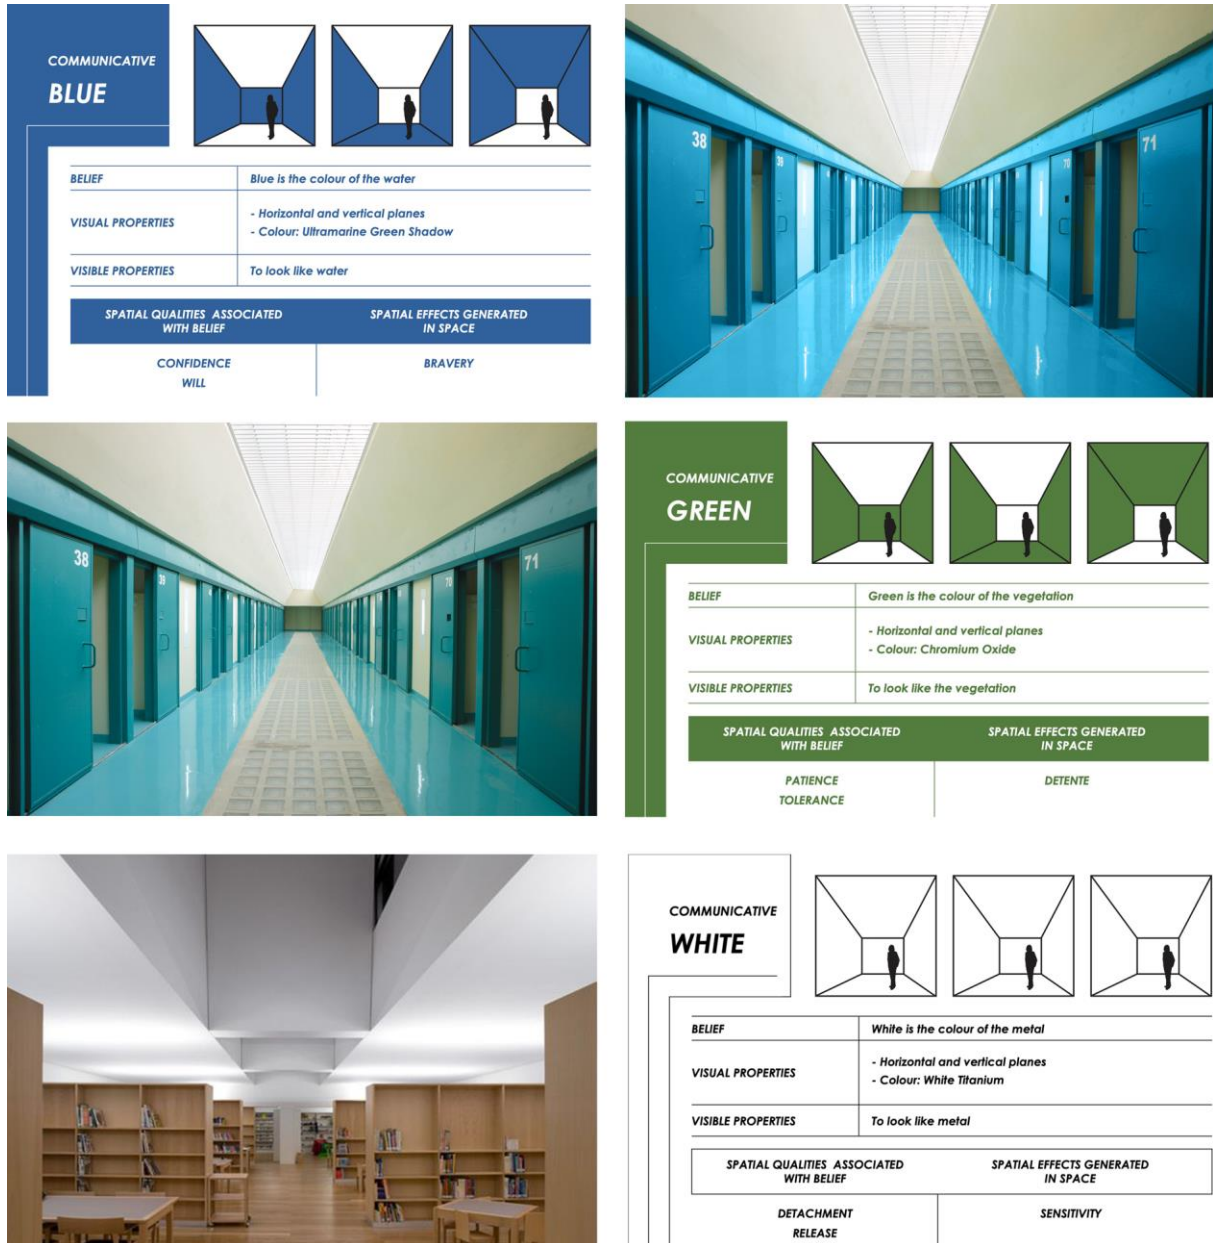 COMMUNICATIVE
BLUE
BELIEF Blue is the colour of the water
VISUAL PROPERTIES - Horizontal and vertical planes
- Colour: Ultramarine Green Shadow
VISIBLE PROPERTIES To look like water
SPATIAL QUALITIES ASSOCIATED WITH BELIEF
SPATIAL EFFECTS GENERATED IN SPACE
CONFIDENCE
WILL
BRAVERY
38
39
70
71
38
39
70
71
COMMUNICATIVE
GREEN
BELIEF Green is the colour of the vegetation
VISUAL PROPERTIES - Horizontal and vertical planes
- Colour: Chromium Oxide
VISIBLE PROPERTIES To look like the vegetation
SPATIAL QUALITIES ASSOCIATED WITH BELIEF
SPATIAL EFFECTS GENERATED IN SPACE
PATIENCE
TOLERANCE
DETENTE
COMMUNICATIVE
WHITE
BELIEF White is the colour of the metal
VISUAL PROPERTIES - Horizontal and vertical planes
- Colour: White Titanium
VISIBLE PROPERTIES To look like metal
SPATIAL QUALITIES ASSOCIATED WITH BELIEF
SPATIAL EFFECTS GENERATED IN SPACE
DETACHMENT
RELEASE
SENSITIVITY